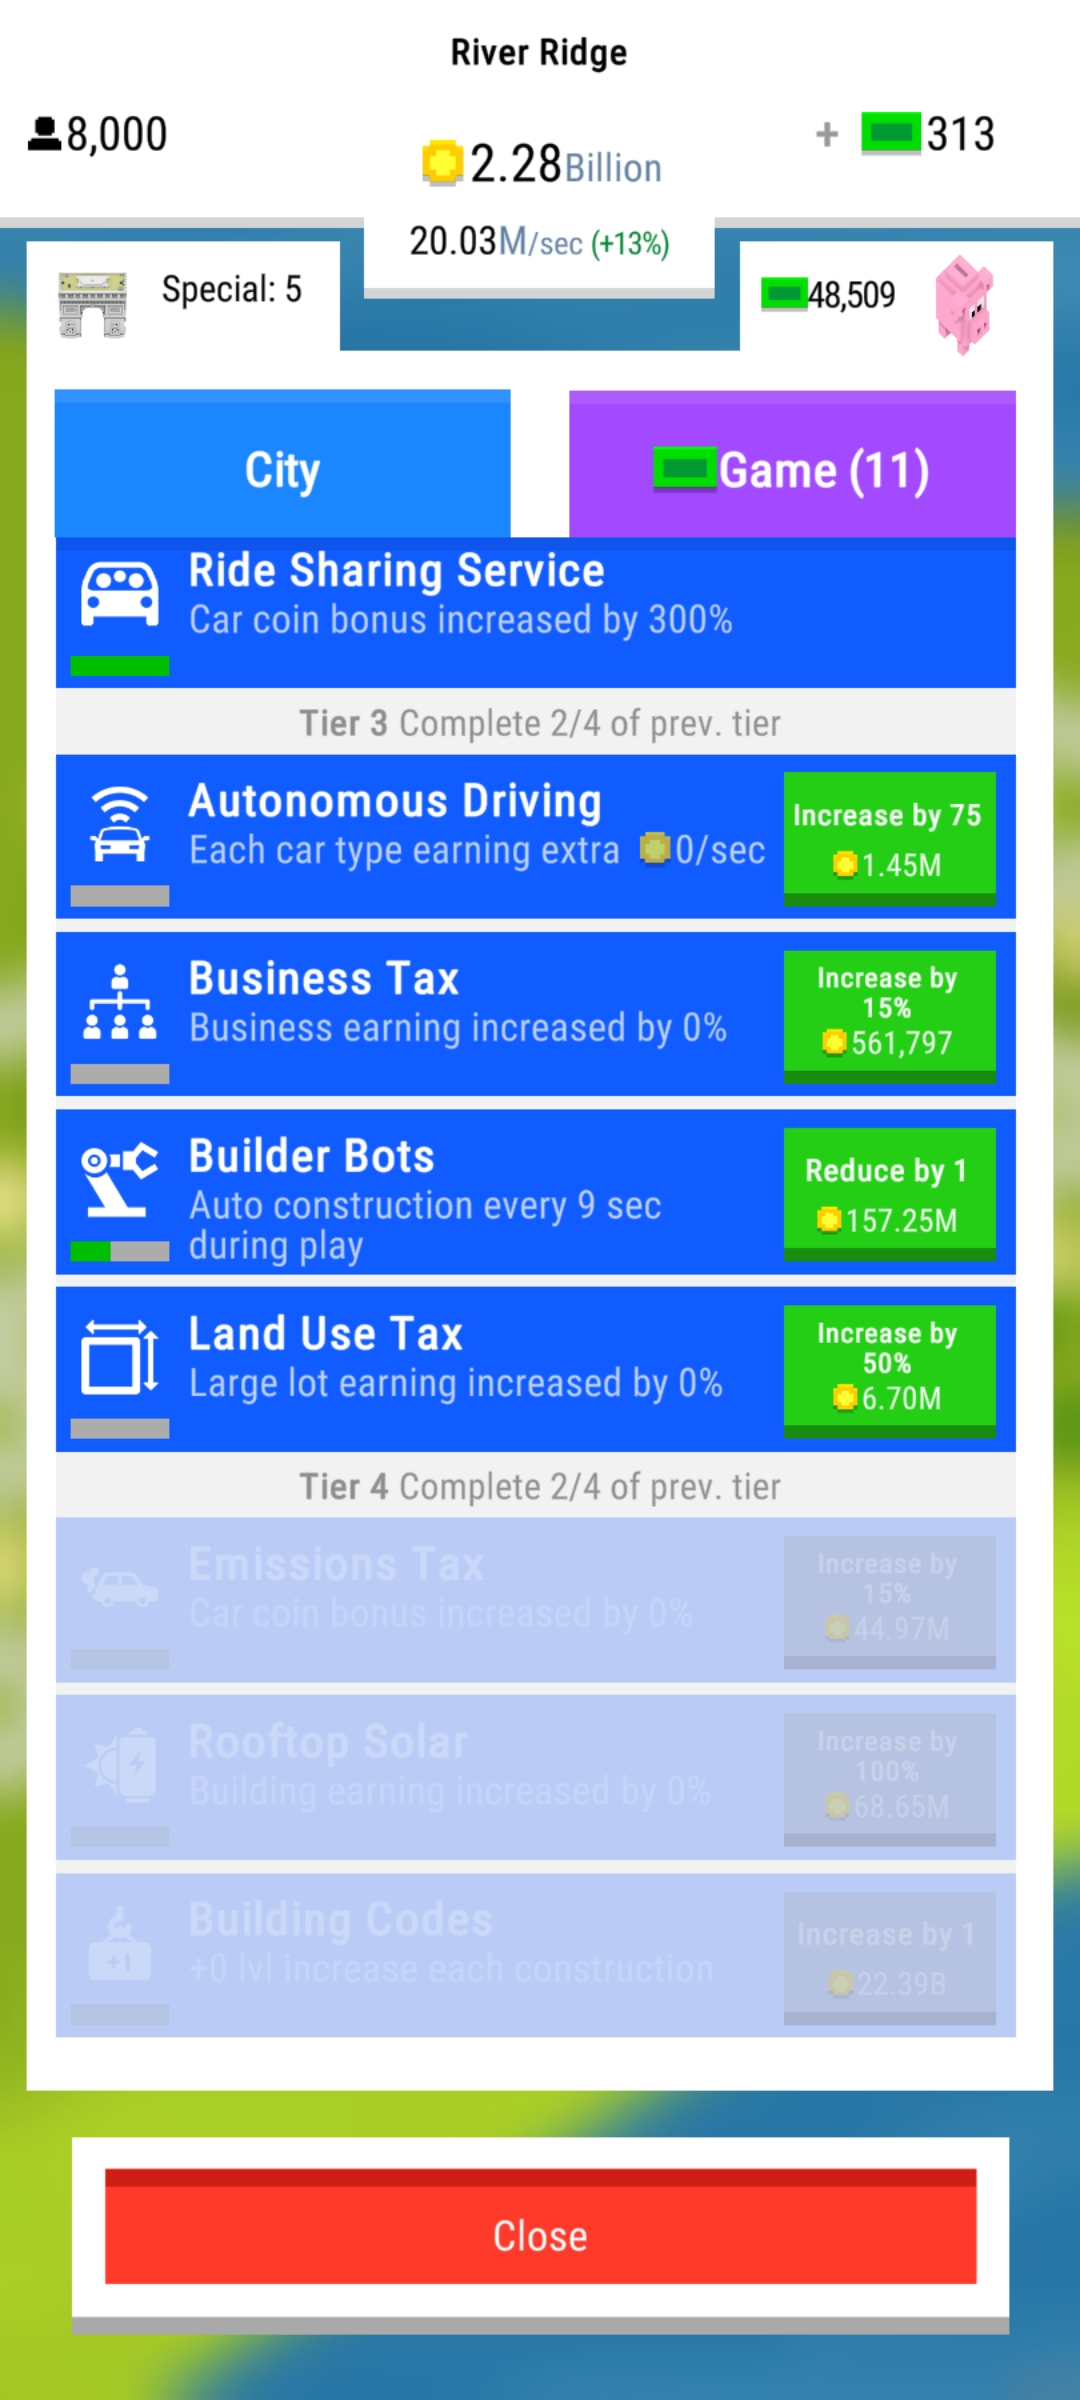 River Ridge
8,000
2.28 Billion
+ 313
20.03M/sec (+13%)
Special: 5
48,509
City
Game (11)
Ride Sharing Service
Car coin bonus increased by 300%
Tier 3 Complete 2/4 of prev. tier
Autonomous Driving
Each car type earning extra 0/sec
Increase by 75
1.45M
Business Tax
Business earning increased by 0%
Increase by
15%
561,797
Builder Bots
Auto construction every 9 sec
during play
Reduce by 1
157.25M
Land Use Tax
Large lot earning increased by 0%
Increase by
50%
6.70M
Tier 4 Complete 2/4 of prev. tier
Emissions Tax
Car coin bonus increased by 0%
Increase by
15%
44.97M
Rooftop Solar
Building earning increased by 0%
Increase by
100%
68.65M
Building Codes
+0 lvl increase each construction
+1
Increase by 1
22.39B
Close